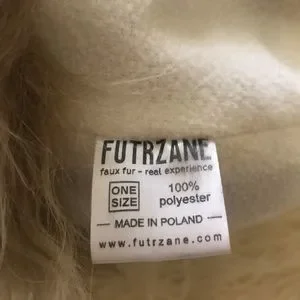 FUTRZANE
faux fur - real experience
ONE SIZE
100% polyester
MADE IN POLAND
www.futrzane.com